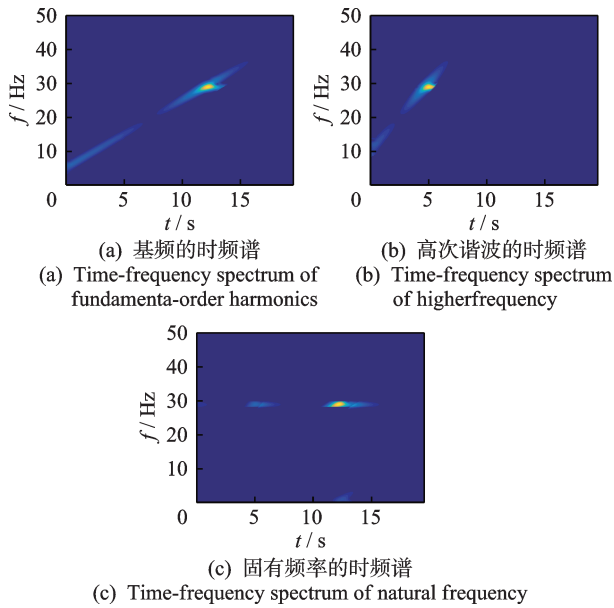 50
40
30
20
10
0
5
10
15
f / Hz
t / s
(a) 基频的时频谱
(a) Time-frequency spectrum of
fundamenta-order harmonics
50
40
30
20
10
0
5
10
15
f / Hz
t / s
(b) 高次谐波的时频谱
(b) Time-frequency spectrum
of higherfrequency
50
40
30
20
10
0
5
10
15
f / Hz
t / s
(c) 固有频率的时频谱
(c) Time-frequency spectrum of natural frequency